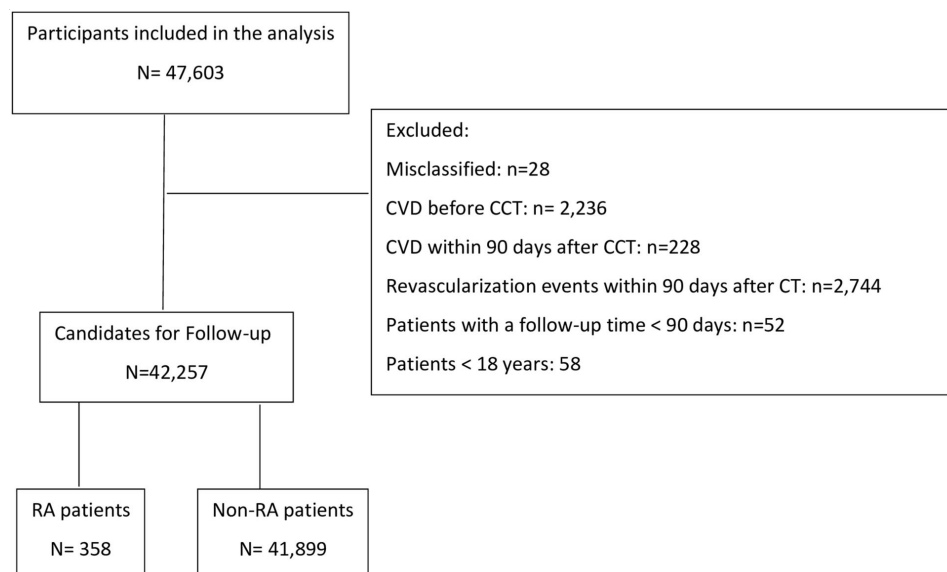 Participants included in the analysis
N= 47,603
Excluded:
Misclassified: n=28
CVD before CCT: n= 2,236
CVD within 90 days after CCT: n=228
Revascularization events within 90 days after CT: n=2,744
Patients with a follow-up time < 90 days: n=52
Patients < 18 years: 58
Candidates for Follow-up
N=42,257
RA patients
N= 358
Non-RA patients
N= 41,899